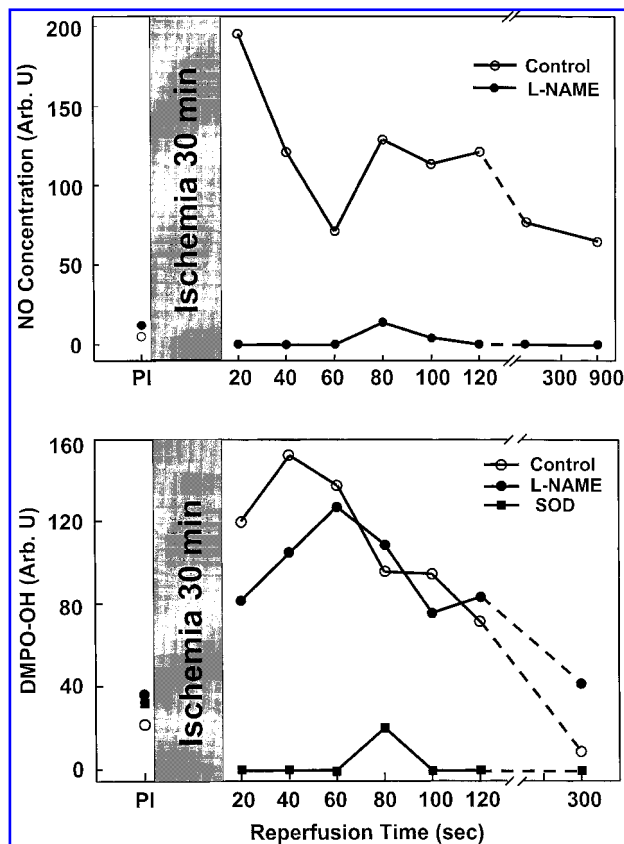 200
150
100
50
0
NO Concentration (Arb. U)
Ischemia 30 min
Control
L-NAME
PI
20 40 60 80 100 120 300 900
160
120
80
40
0
DMPO-OH (Arb. U)
Ischemia 30 min
Control
L-NAME
SOD
PI
20 40 60 80 100 120 300
Reperfusion Time (sec)